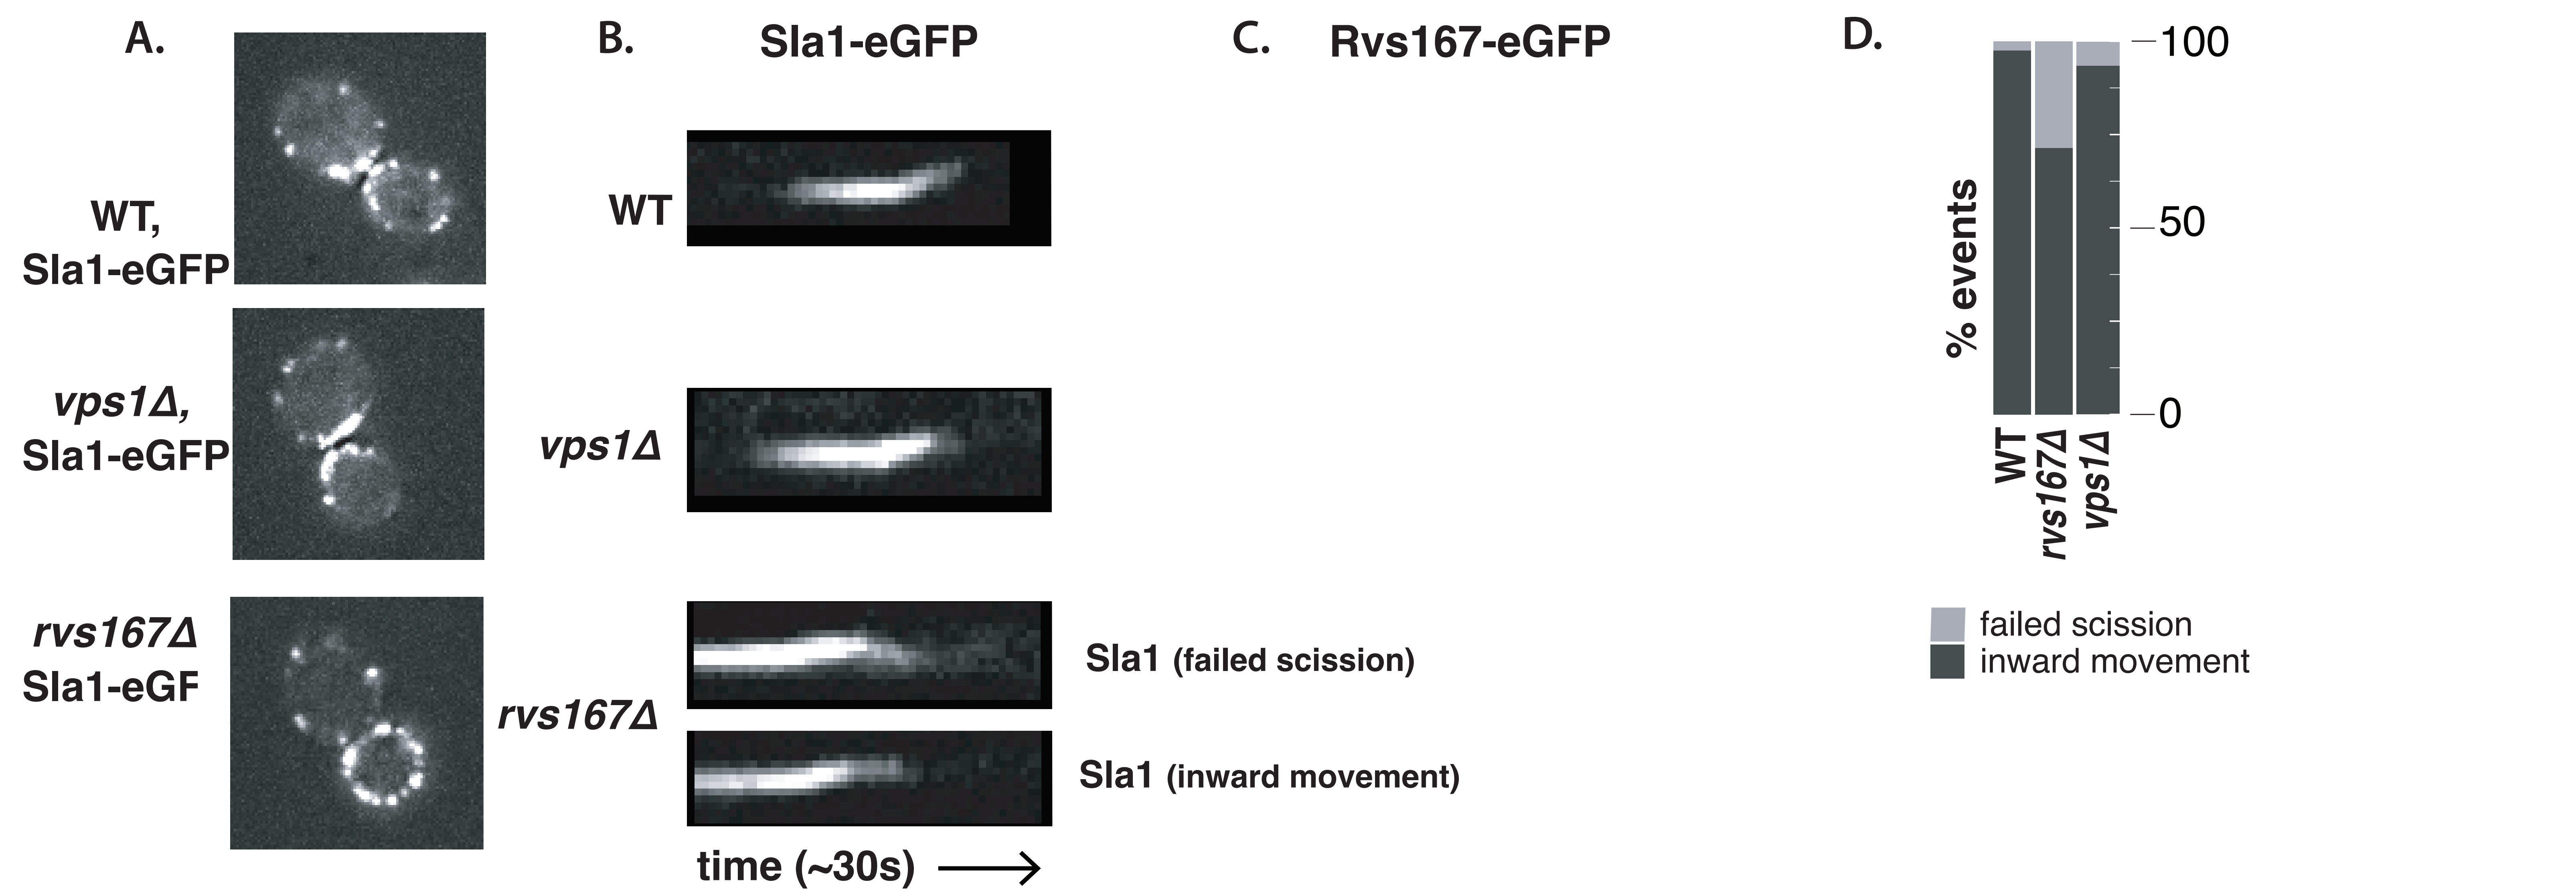 A.
WT,
Sla1-eGFP
vps1Δ,
Sla1-eGFP
rvs167Δ
Sla1-eGF
B.
Sla1-eGFP
WT
vps1Δ
rvs167Δ
time (~30s)
C.
Rvs167-eGFP
Sla1 (failed scission)
Sla1 (inward movement)
D.
% events
100
50
0
WT
rvs167Δ
vps1Δ
failed scission
inward movement